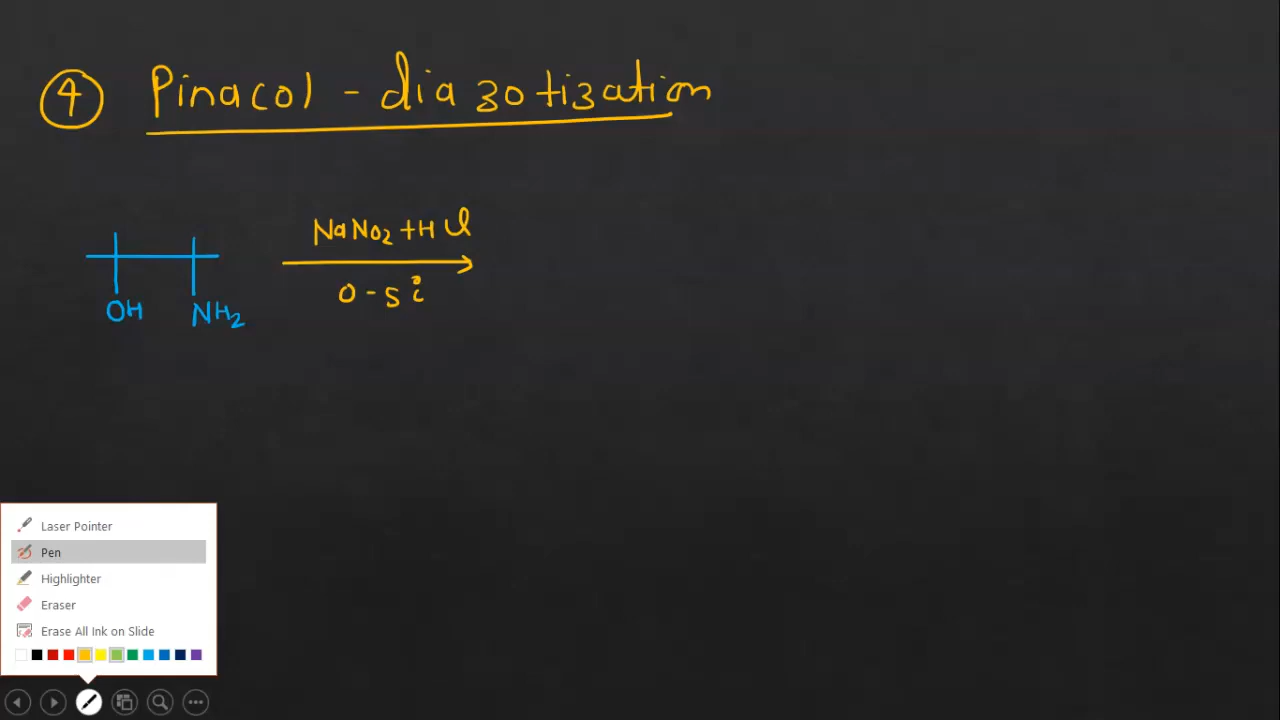 ④ Pinacol - diazotization
NaNO2 + HCl
0 - 5 °C
OH NH2
Laser Pointer
Pen
Highlighter
Eraser
Erase All Ink on Slide